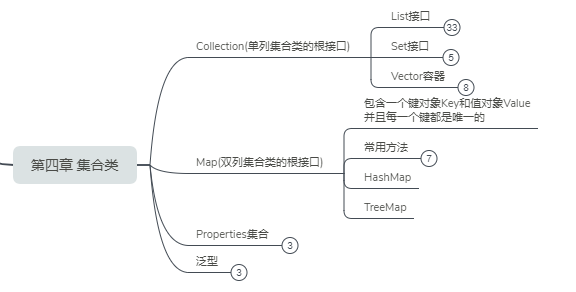 List接口
33
Collection(单列集合类的根接口)
Set接口
5
Vector容器
8
包含一个键对象Key和值对象Value
并且每一个键都是唯一的
常用方法
7
第四章 集合类
Map(双列集合类的根接口)
HashMap
TreeMap
Properties集合
3
泛型
3